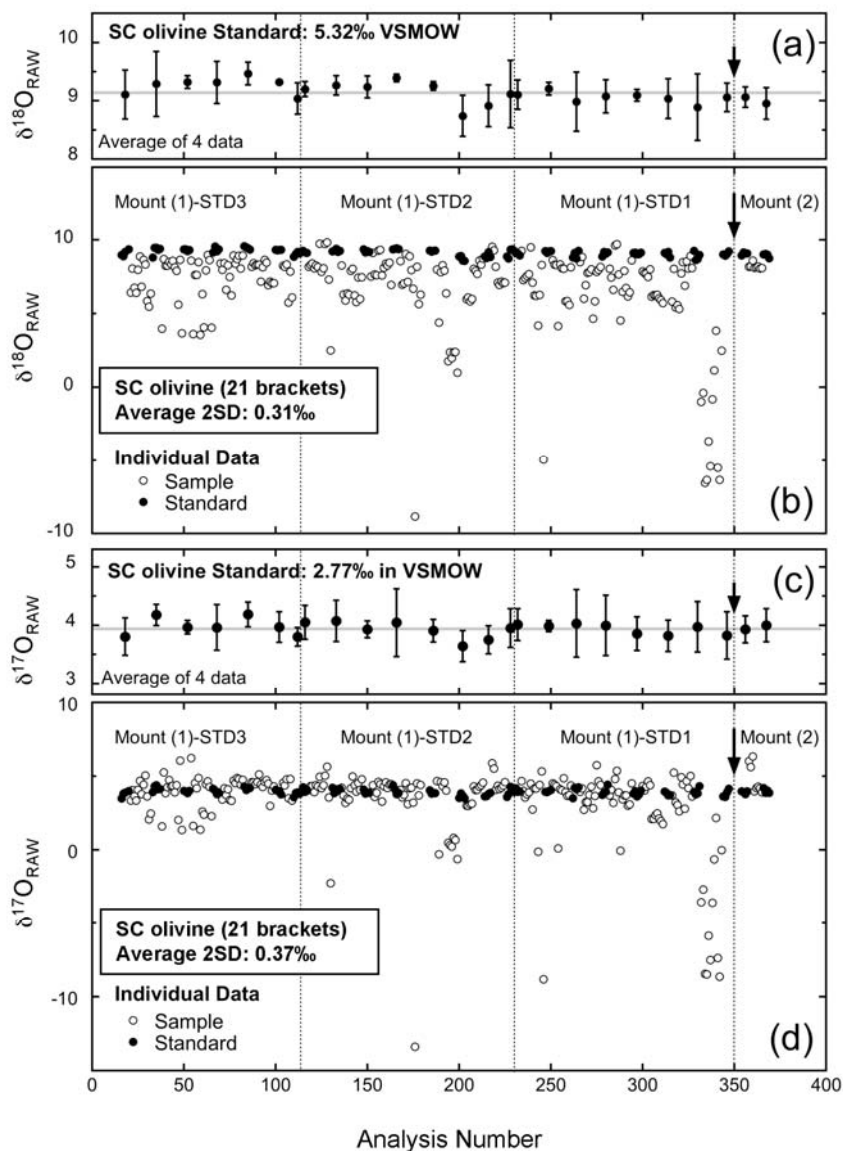 SC olivine Standard: 5.32‰ VSMOW
(a)
10
9
8
δ18ORAW
Average of 4 data
Mount (1)-STD3 Mount (1)-STD2 Mount (1)-STD1 Mount (2)
10
0
-10
δ18ORAW
SC olivine (21 brackets)
Average 2SD: 0.31‰
Individual Data
Sample
Standard
(b)
SC olivine Standard: 2.77‰ in VSMOW
(c)
5
4
3
δ17ORAW
Average of 4 data
Mount (1)-STD3 Mount (1)-STD2 Mount (1)-STD1 Mount (2)
10
0
-10
δ17ORAW
SC olivine (21 brackets)
Average 2SD: 0.37‰
Individual Data
Sample
Standard
(d)
0 50 100 150 200 250 300 350 400
Analysis Number